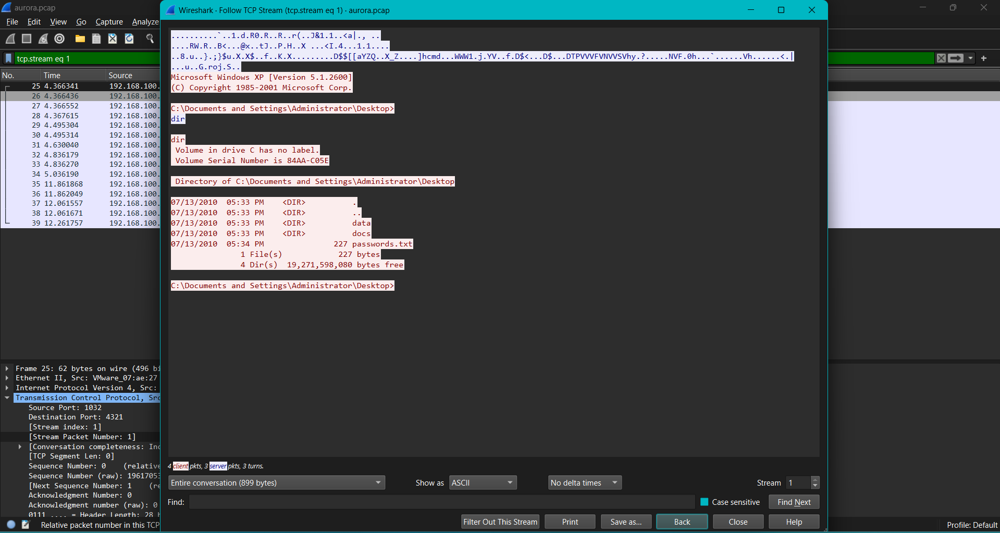 aurora.pcap
Wireshark · Follow TCP Stream (tcp.stream eq 1) · aurora.pcap
File Edit View Go Capture Analyze
tcp.stream eq 1
No. Time Source
25 4.366341 192.168.100.
26 4.366436 192.168.100.
27 4.366552 192.168.100.
28 4.367615 192.168.100.
29 4.495304 192.168.100.
30 4.495314 192.168.100.
31 4.630040 192.168.100.
32 4.836179 192.168.100.
33 4.836270 192.168.100.
34 5.036190 192.168.100.
35 11.861868 192.168.100.
36 11.862049 192.168.100.
37 12.061557 192.168.100.
38 12.061671 192.168.100.
39 12.261757 192.168.100.
..........`..1.d.R0.R..R..r(..J&1.1..<a|., ..
....RW.R..B<...@x..tJ..P.H..X ...<I.4...1.1....
..8.u..}.;}$u.X.X$..f..K.X.........D$$[[aYZQ..X_Z....]hcmd...WWW1.j.YV..f.D$<...D$...DTPVVVFVNVVSVhy.?.....NVF.0h...`......Vh......<.|
...u..G.roj.S..
Microsoft Windows XP [Version 5.1.2600]
(C) Copyright 1985-2001 Microsoft Corp.
C:\Documents and Settings\Administrator\Desktop>
dir
dir
Volume in drive C has no label.
Volume Serial Number is 84AA-C05E
Directory of C:\Documents and Settings\Administrator\Desktop
07/13/2010  05:33 PM    <DIR>          .
07/13/2010  05:33 PM    <DIR>          ..
07/13/2010  05:33 PM    <DIR>          data
07/13/2010  05:33 PM    <DIR>          docs
07/13/2010  05:34 PM               227 passwords.txt
1 File(s)            227 bytes
4 Dir(s)  19,271,598,080 bytes free
C:\Documents and Settings\Administrator\Desktop>
Frame 25: 62 bytes on wire (496 bi
Ethernet II, Src: VMware_07:ae:27
Internet Protocol Version 4, Src:
Transmission Control Protocol, Src
Source Port: 1032
Destination Port: 4321
[Stream index: 1]
[Stream Packet Number: 1]
[Conversation completeness: Inc
[TCP Segment Len: 0]
Sequence Number: 0    (relative
Sequence Number (raw): 19617053
[Next Sequence Number: 1    (re
Acknowledgment Number: 0
Acknowledgment number (raw): 0
0111 .... = Header Length: 28 b
4 client pkts, 3 server pkts, 3 turns.
Entire conversation (899 bytes) Show as ASCII No delta times Stream 1
Find: Case sensitive Find Next
Filter Out This Stream Print Save as... Back Close Help
Relative packet number in this TCP
Profile: Default